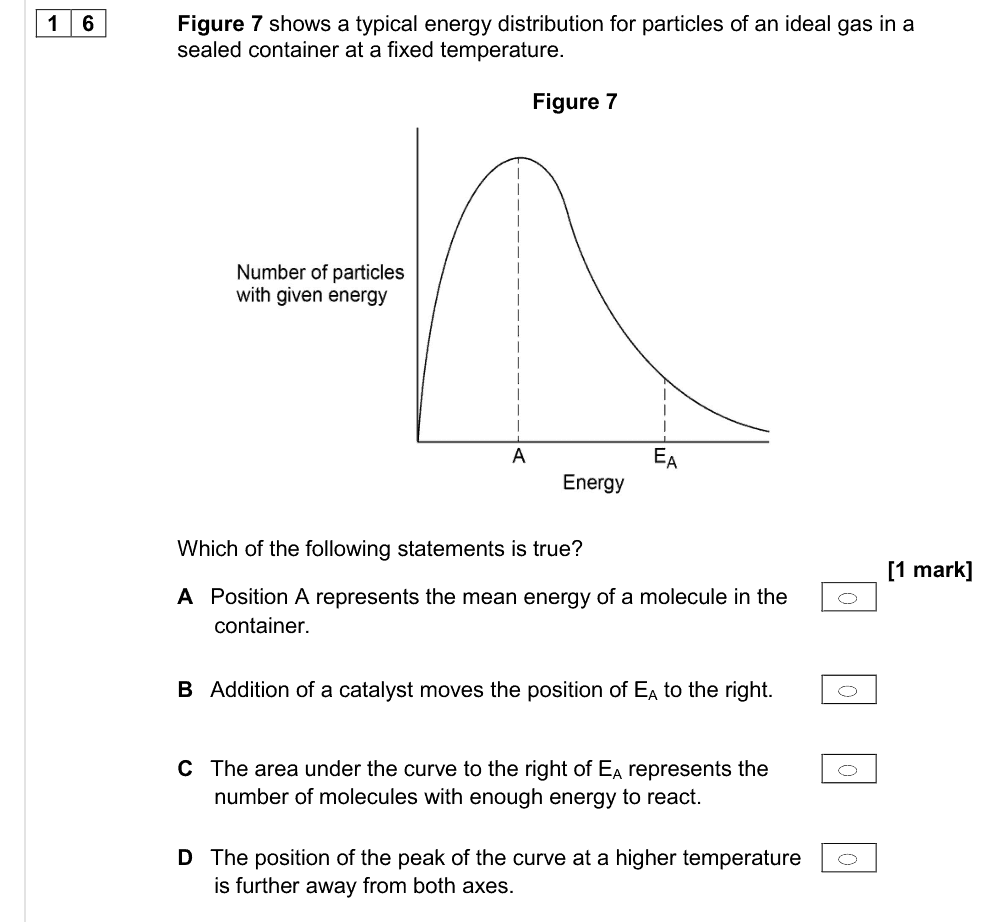 1 6 Figure 7 shows a typical energy distribution for particles of an ideal gas in a
sealed container at a fixed temperature.
Figure 7
Number of particles
with given energy
A EA
Energy
Which of the following statements is true?
[1 mark]
A Position A represents the mean energy of a molecule in the
container.
B Addition of a catalyst moves the position of EA to the right.
C The area under the curve to the right of EA represents the
number of molecules with enough energy to react.
D The position of the peak of the curve at a higher temperature
is further away from both axes.